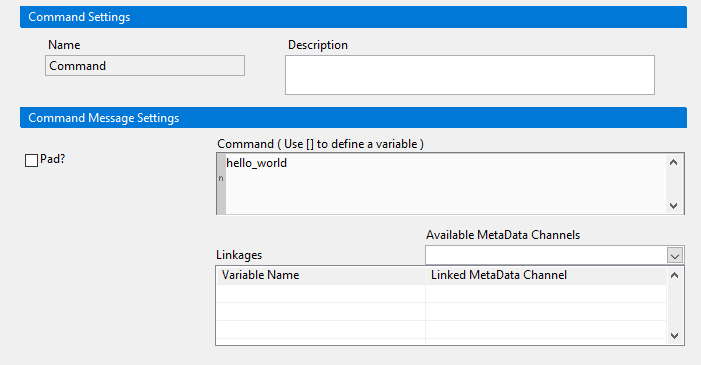 Command Settings
Name
Description
Command
Command Message Settings
Pad?
Command ( Use [] to define a variable )
n
hello_world
Available MetaData Channels
Linkages
Variable Name
Linked MetaData Channel